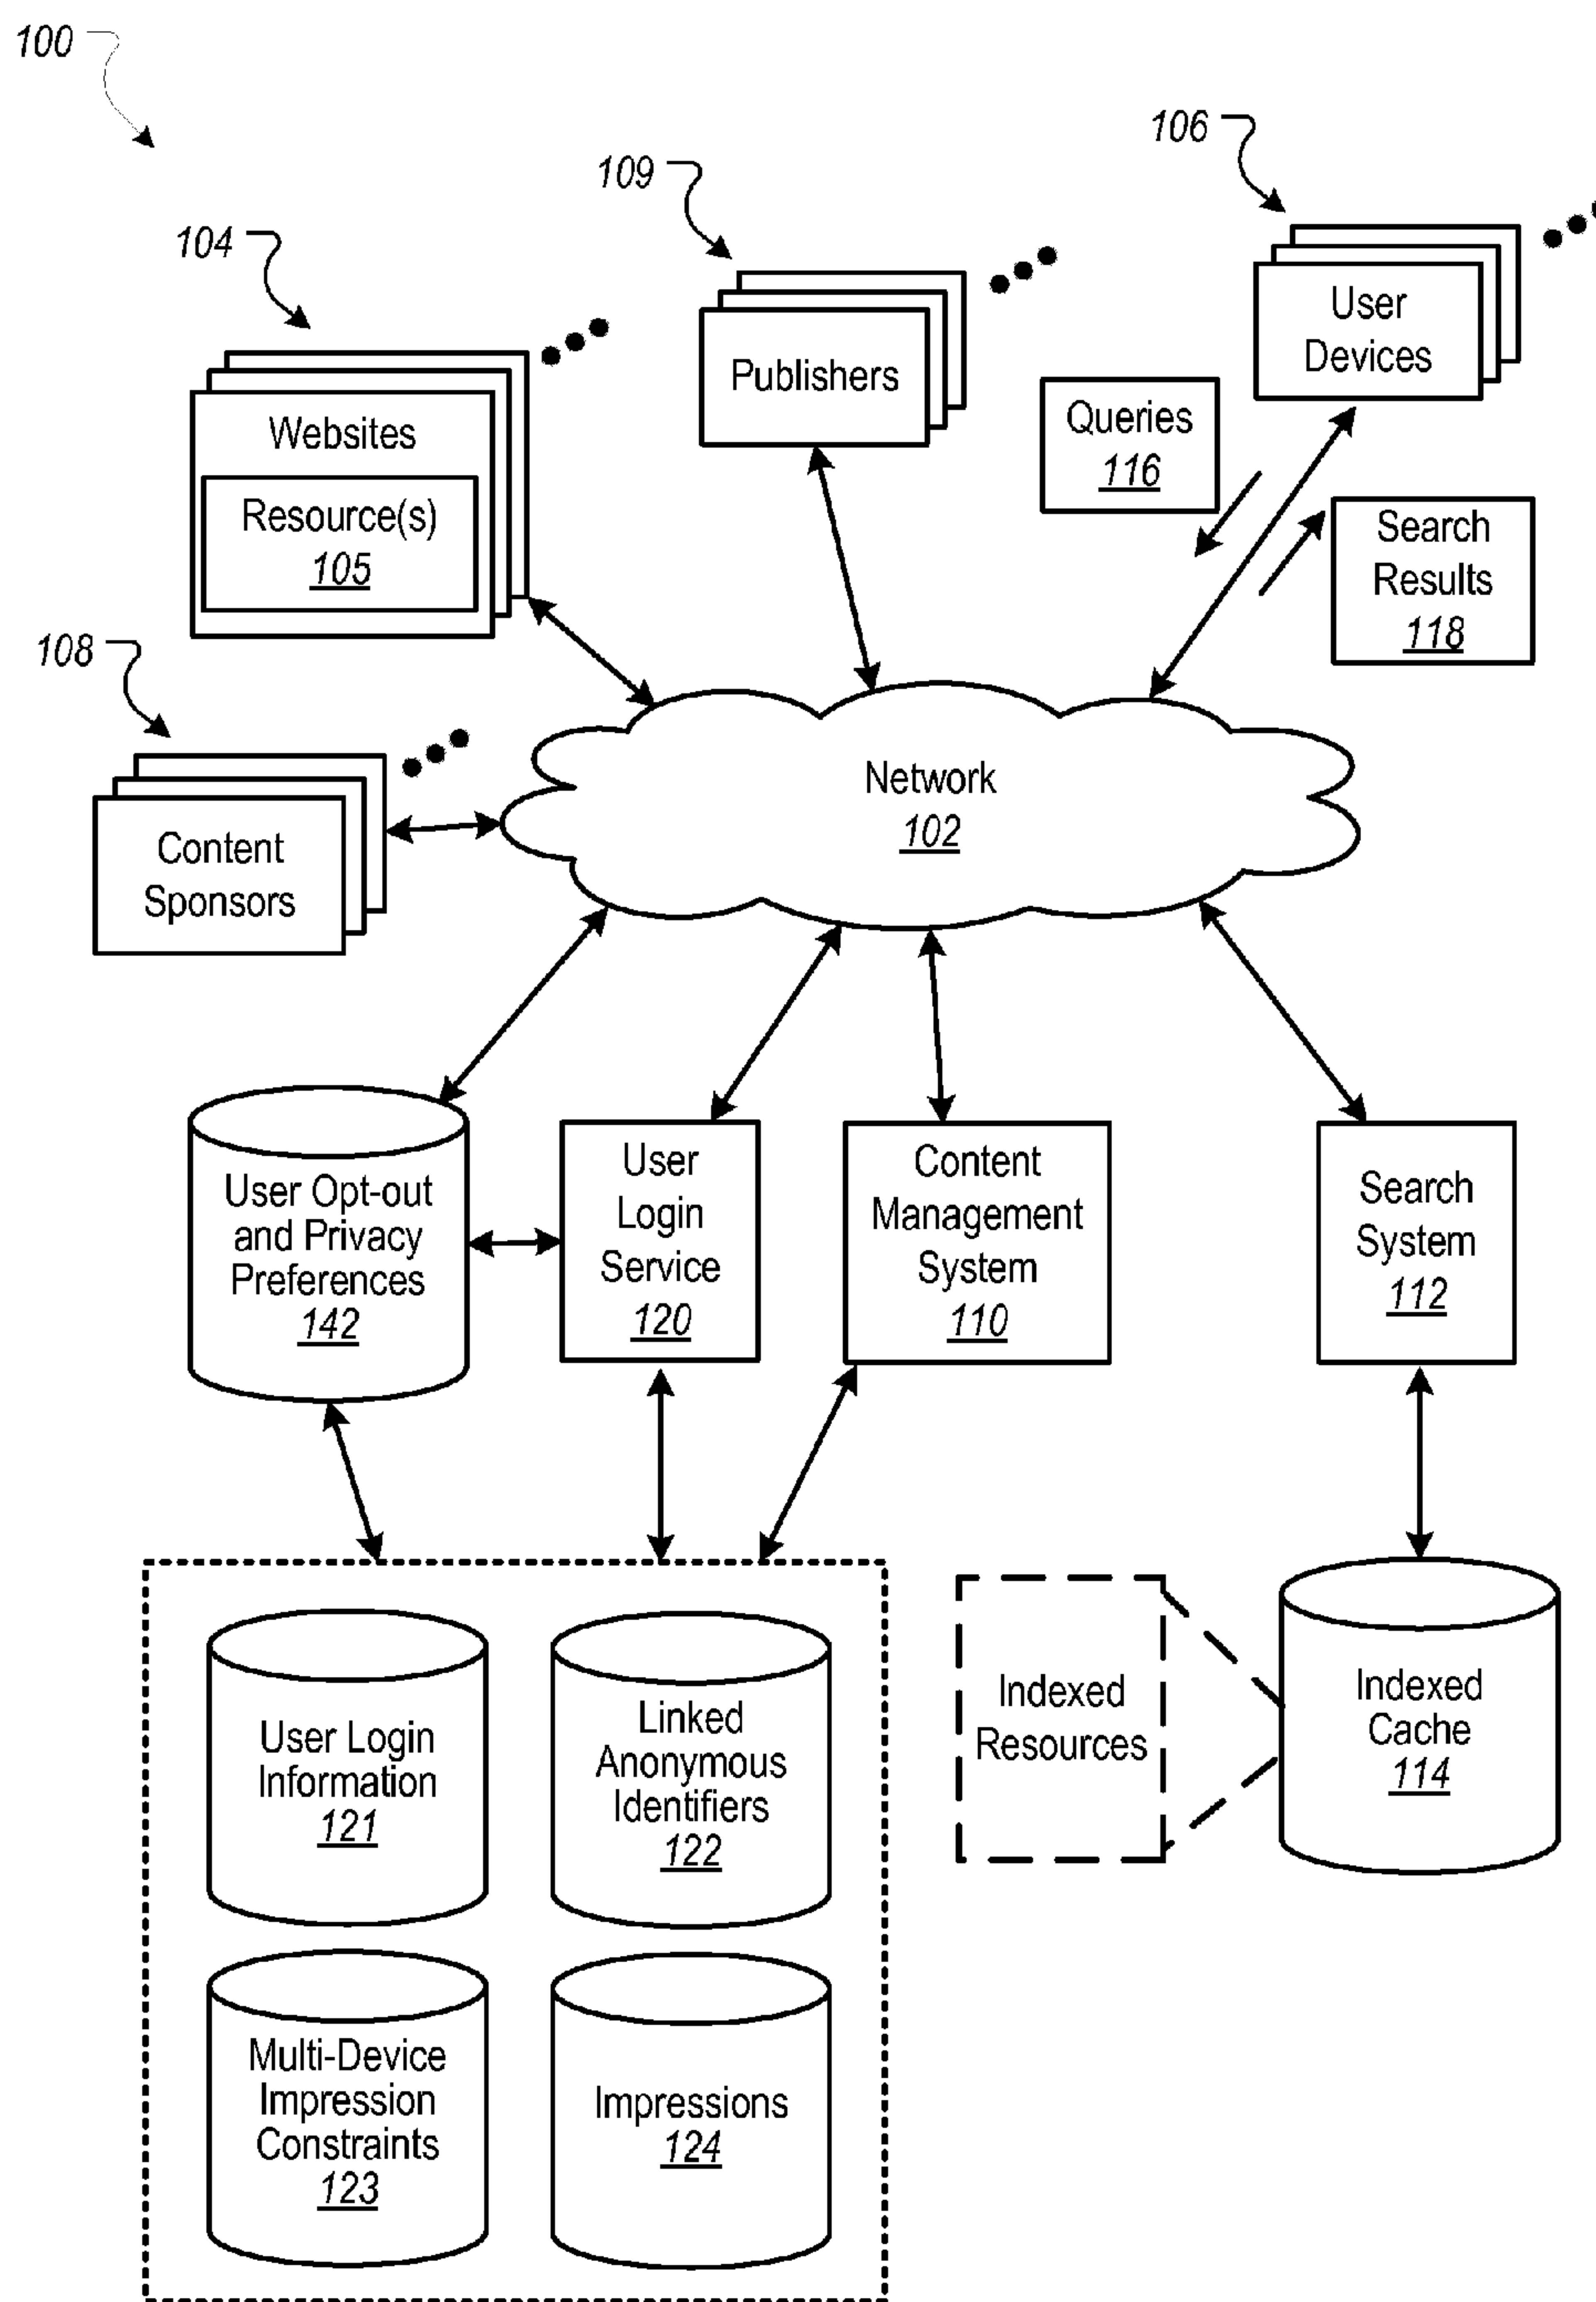 100
106
109
104
User
Devices
Publishers
Queries
116
Websites
Resource(s)
105
Search
Results
118
108
Network
102
Content
Sponsors
User Opt-out
and Privacy
Preferences
142
User
Login
Service
120
Content
Management
System
110
Search
System
112
User Login
Information
121
Linked
Anonymous
Identifiers
122
Indexed
Resources
Indexed
Cache
114
Multi-Device
Impression
Constraints
123
Impressions
124